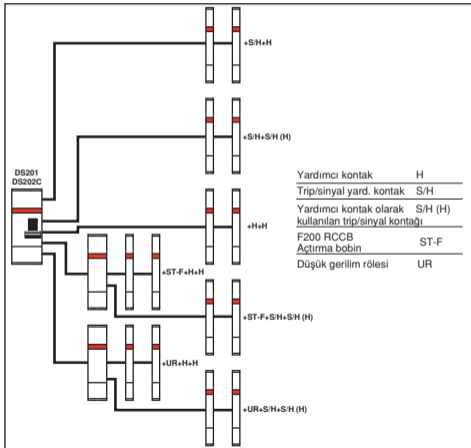 +S/H+H
+S/H+S/H (H)
DS201
DS202C
+H+H
+ST-F+H+H
+ST-F+S/H+S/H (H)
+UR+H+H
+UR+S/H+S/H (H)
Yardımcı kontak H
Trip/sinyal yard. kontak S/H
Yardımcı kontak olarak S/H (H)
kullanılan trip/sinyal kontağı
F200 RCCB
Açtırma bobin ST-F
Düşük gerilim rölesi UR